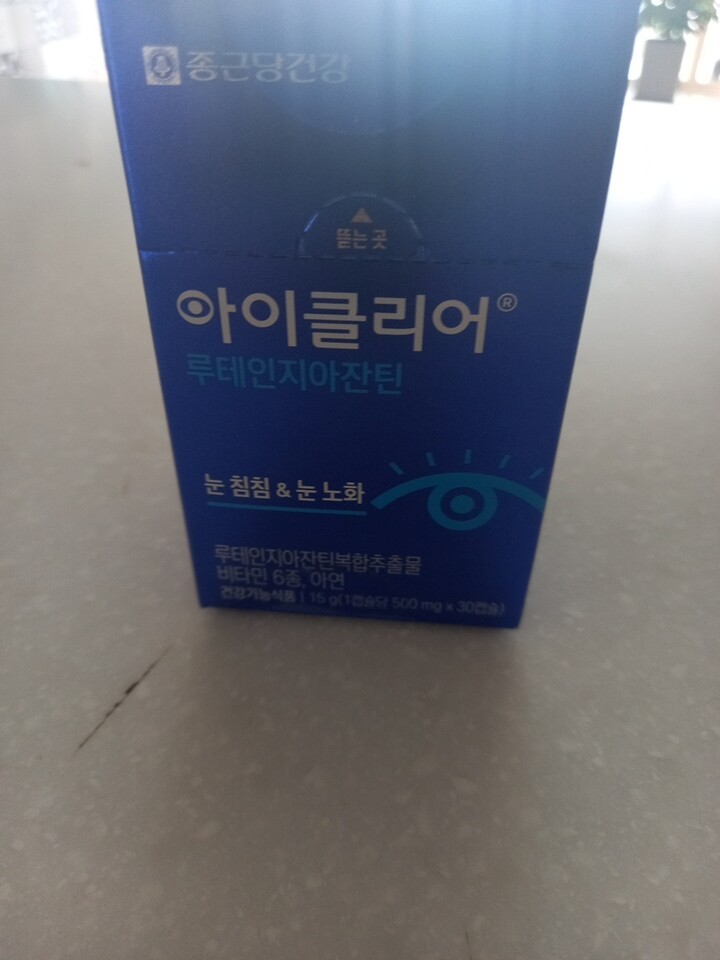 종근당건강
뜯는곳
아이클리어®
루테인지아잔틴
눈 침침 & 눈 노화
루테인지아잔틴복합추출물
비타민 6종, 아연
건강기능식품 | 15 g(1캡슐당 500 mg x 30캡슐)